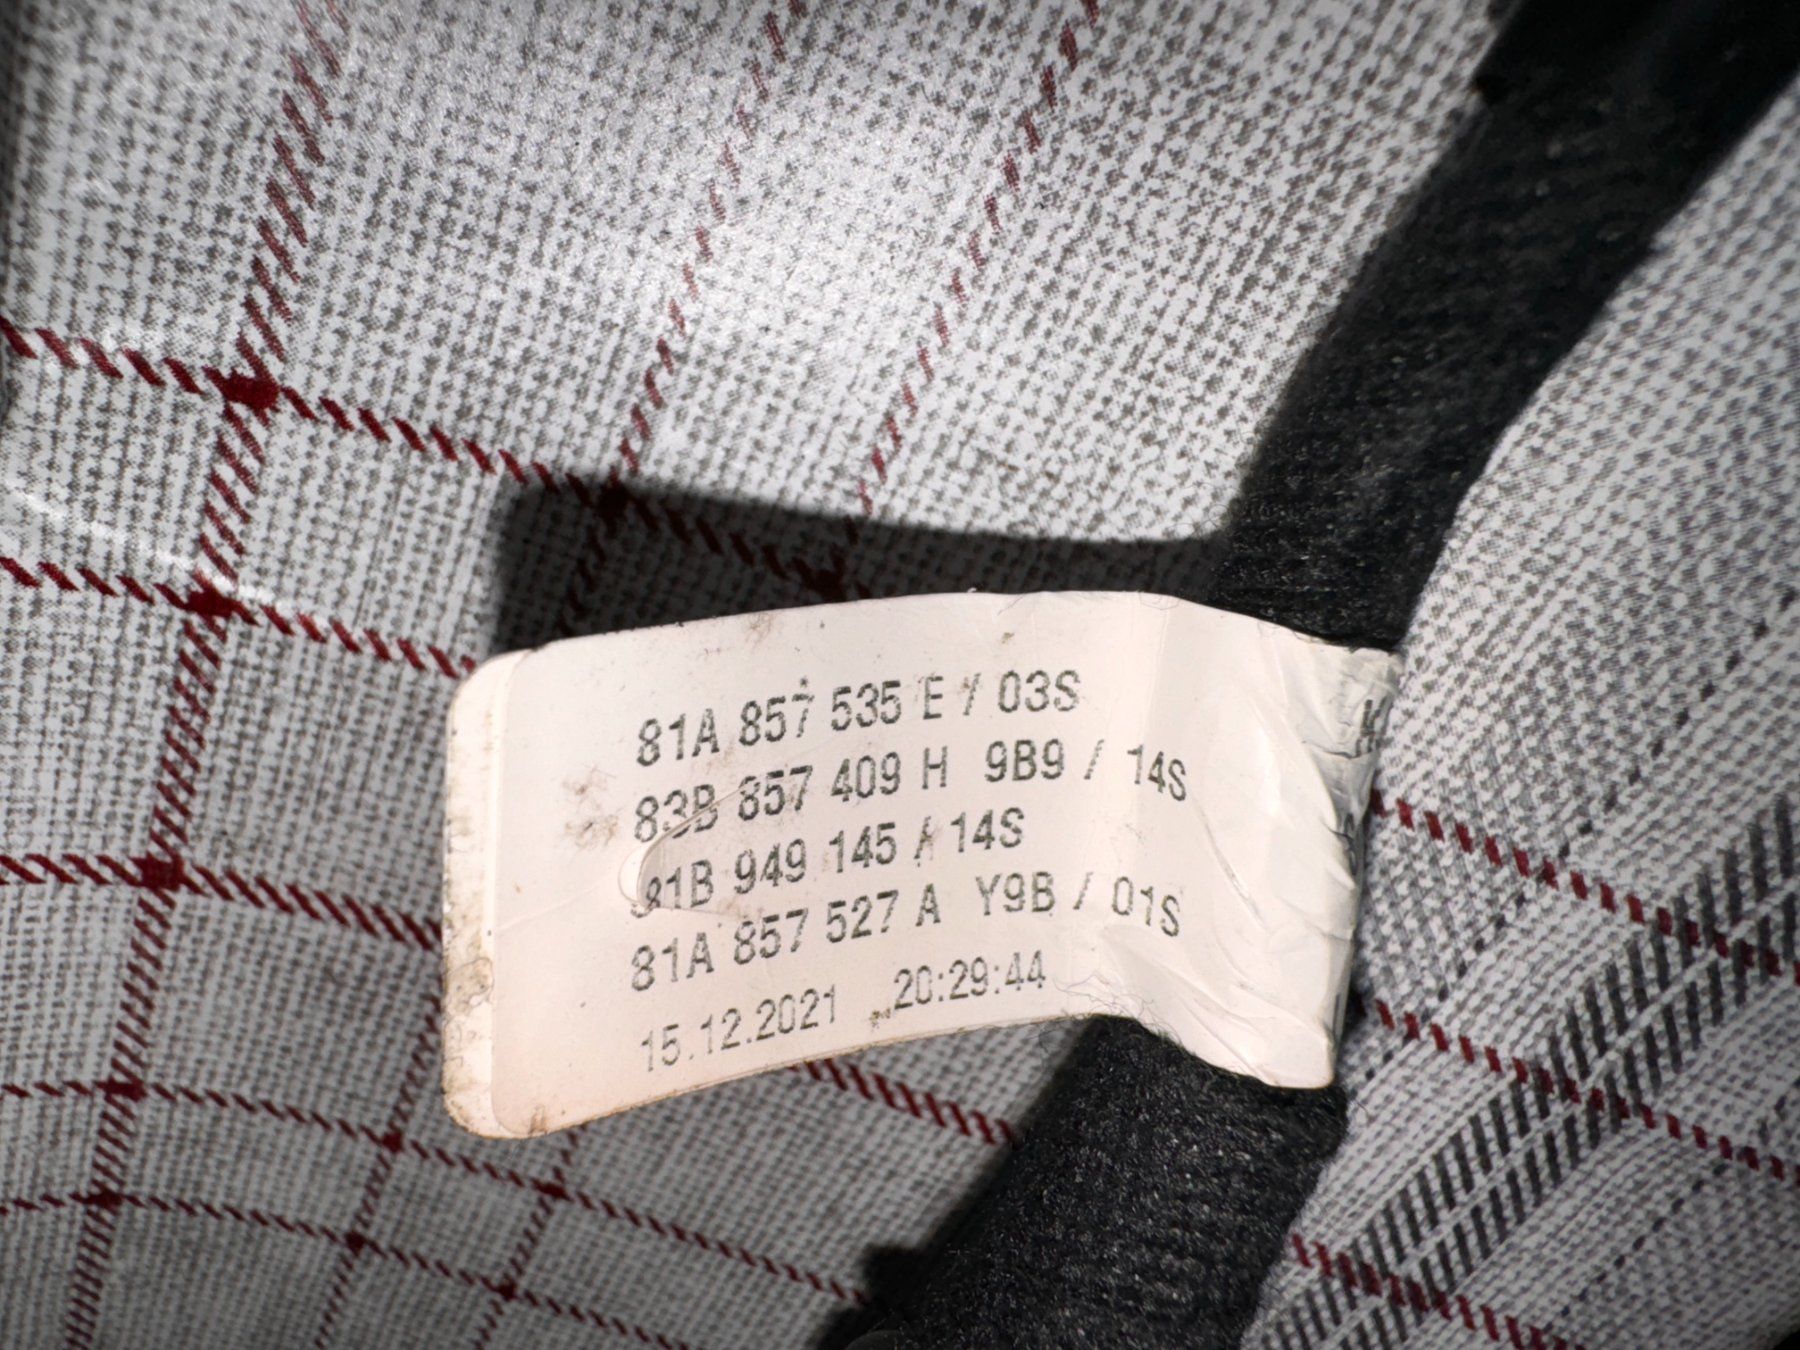 81A 857 535 E / 03S
83B 857 409 H 9B9 / 14S
81B 949 145 / 14S
81A 857 527 A Y9B / 01S
15.12.2021 20:29:44